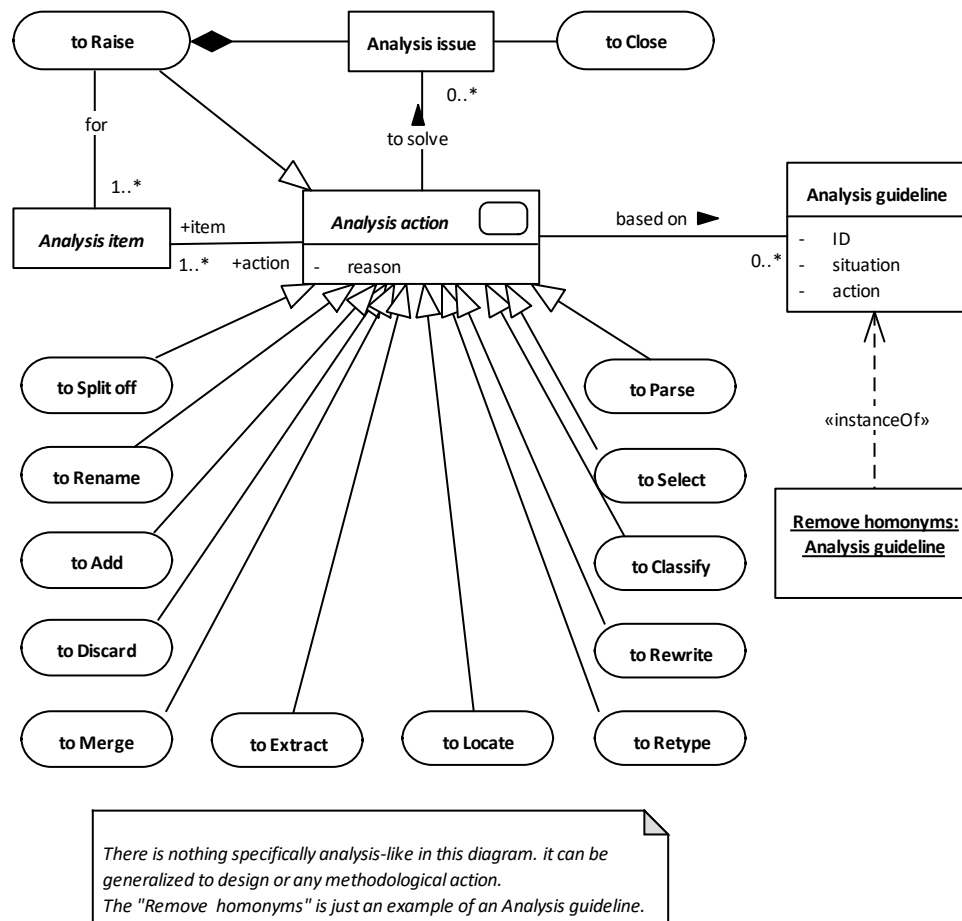 to Raise
Analysis issue
to Close
0..*
for
to solve
1..*
Analysis item
+item
1..*
+action
Analysis action
- reason
based on
0..*
Analysis guideline
- ID
- situation
- action
to Split off
to Parse
«instanceOf»
to Rename
to Select
Remove homonyms:
Analysis guideline
to Add
to Classify
to Discard
to Rewrite
to Merge
to Extract
to Locate
to Retype
There is nothing specifically analysis-like in this diagram. it can be
generalized to design or any methodological action.
The "Remove homonyms" is just an example of an Analysis guideline.